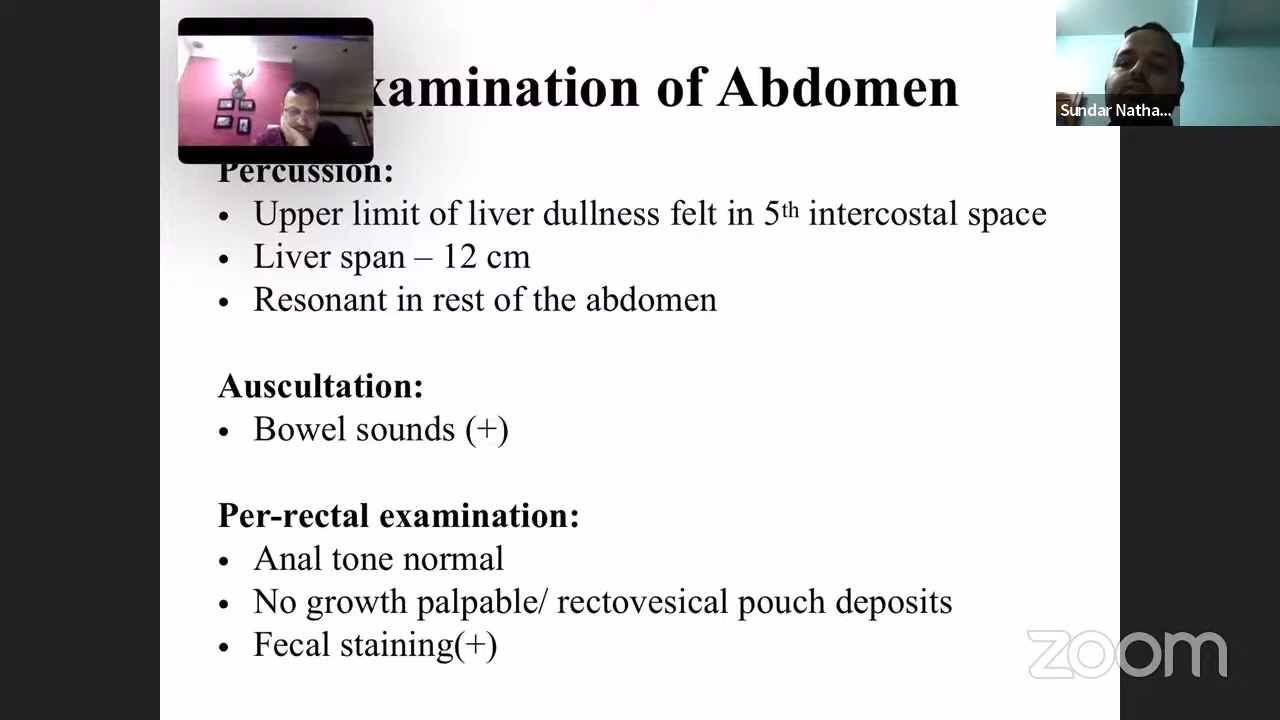 xamination of Abdomen
Sundar Natha...
Percussion:
• Upper limit of liver dullness felt in 5th intercostal space
• Liver span – 12 cm
• Resonant in rest of the abdomen
Auscultation:
• Bowel sounds (+)
Per-rectal examination:
• Anal tone normal
• No growth palpable/ rectovesical pouch deposits
• Fecal staining(+)
zoom